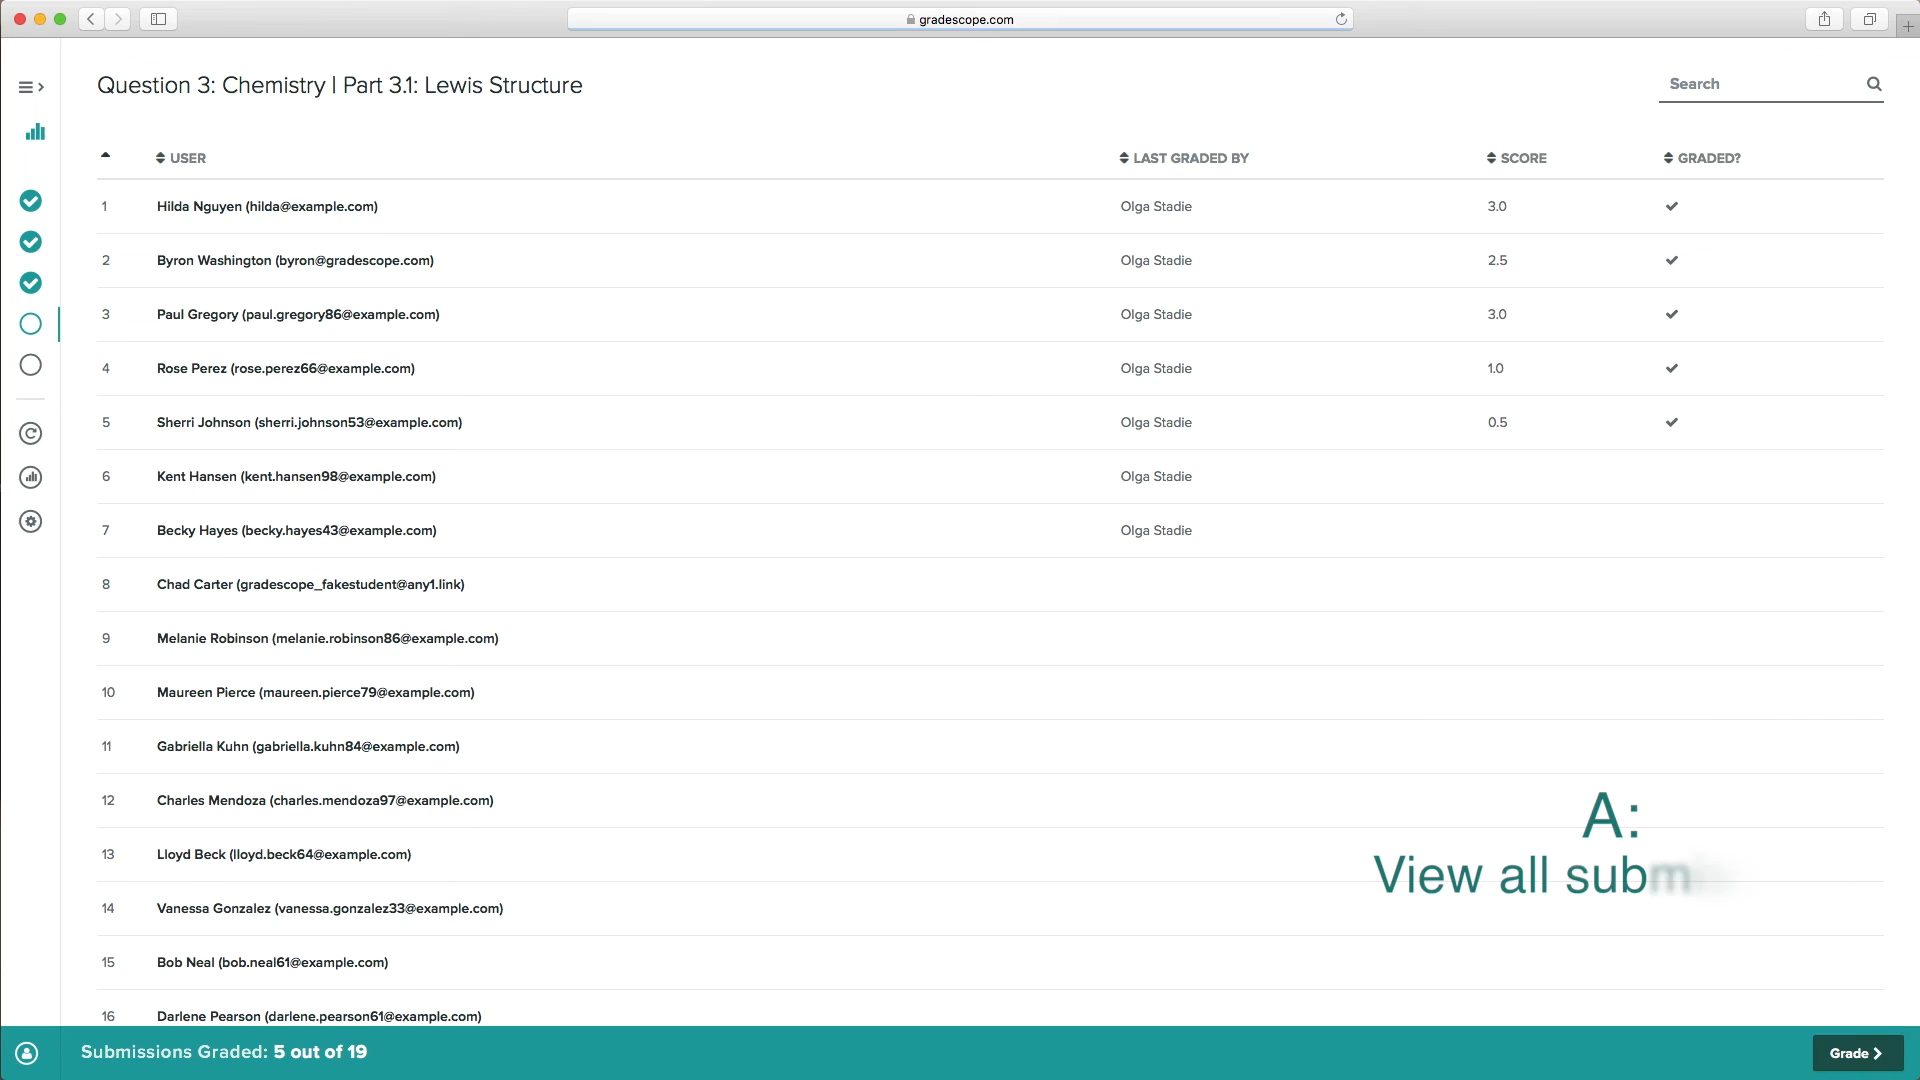 gradescope.com
Question 3: Chemistry | Part 3.1: Lewis Structure
Search
USER LAST GRADED BY SCORE GRADED?
1 Hilda Nguyen (hilda@example.com) Olga Stadie 3.0
2 Byron Washington (byron@gradescope.com) Olga Stadie 2.5
3 Paul Gregory (paul.gregory86@example.com) Olga Stadie 3.0
4 Rose Perez (rose.perez66@example.com) Olga Stadie 1.0
5 Sherri Johnson (sherri.johnson53@example.com) Olga Stadie 0.5
6 Kent Hansen (kent.hansen98@example.com) Olga Stadie
7 Becky Hayes (becky.hayes43@example.com) Olga Stadie
8 Chad Carter (gradescope_fakestudent@any1.link)
9 Melanie Robinson (melanie.robinson86@example.com)
10 Maureen Pierce (maureen.pierce79@example.com)
11 Gabriella Kuhn (gabriella.kuhn84@example.com)
12 Charles Mendoza (charles.mendoza97@example.com)
A:
13 Lloyd Beck (lloyd.beck64@example.com)
View all subm
14 Vanessa Gonzalez (vanessa.gonzalez33@example.com)
15 Bob Neal (bob.neal61@example.com)
16 Darlene Pearson (darlene.pearson61@example.com)
Submissions Graded: 5 out of 19
Grade